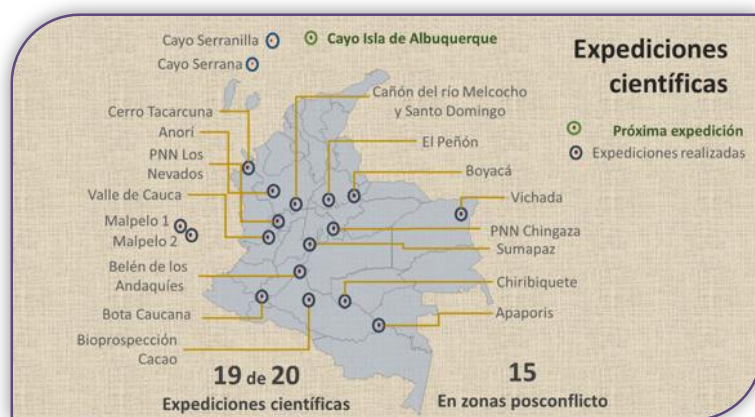 Cayo Serranilla
Cayo Isla de Albuquerque
Cayo Serrana
Expediciones
científicas
Próxima expedición
Expediciones realizadas
Cañón del río Melcocho
y Santo Domingo
Cerro Tacarcuna
Anorí
PNN Los
Nevados
Valle de Cauca
Malpelo 1
Malpelo 2
Belén de los
Andaquíes
Bota Caucana
Bioprospección
Cacao
El Peñón
Boyacá
Vichada
PNN Chingaza
Sumapaz
Chiribiquete
Apaporis
19 de 20
Expediciones científicas
15
En zonas posconflicto